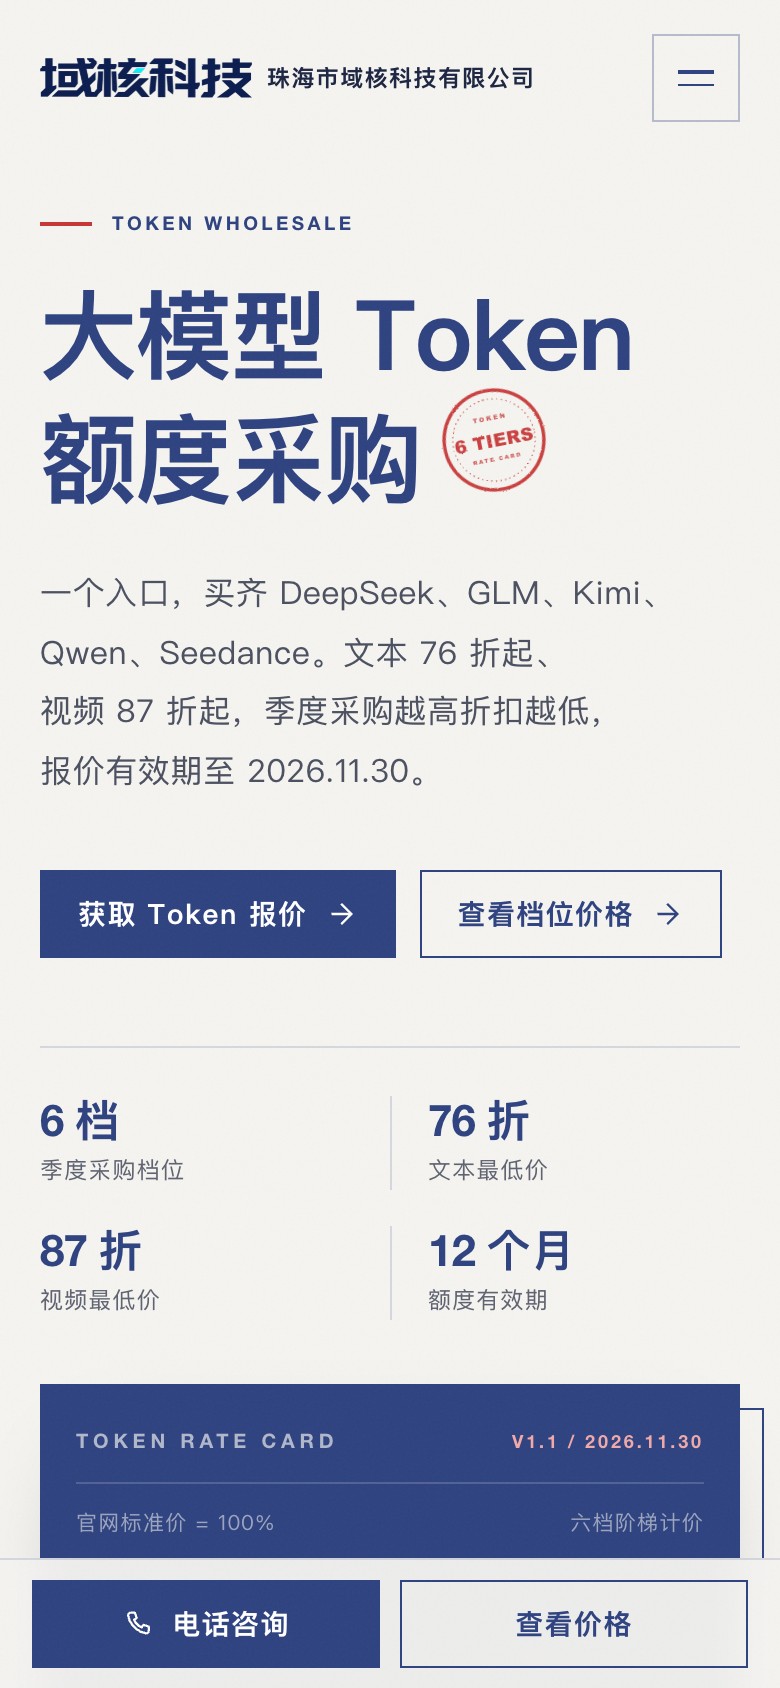 域核科技 珠海市域核科技有限公司
TOKEN WHOLESALE
大模型 Token
额度采购
TOKEN
6 TIERS
RATE CARD
一个入口，买齐 DeepSeek、GLM、Kimi、
Qwen、Seedance。文本 76 折起、
视频 87 折起，季度采购越高折扣越低，
报价有效期至 2026.11.30。
获取 Token 报价 →
查看档位价格 →
6 档
季度采购档位
76 折
文本最低价
87 折
视频最低价
12 个月
额度有效期
TOKEN RATE CARD
V1.1 / 2026.11.30
官网标准价 = 100%
六档阶梯计价
电话咨询
查看价格